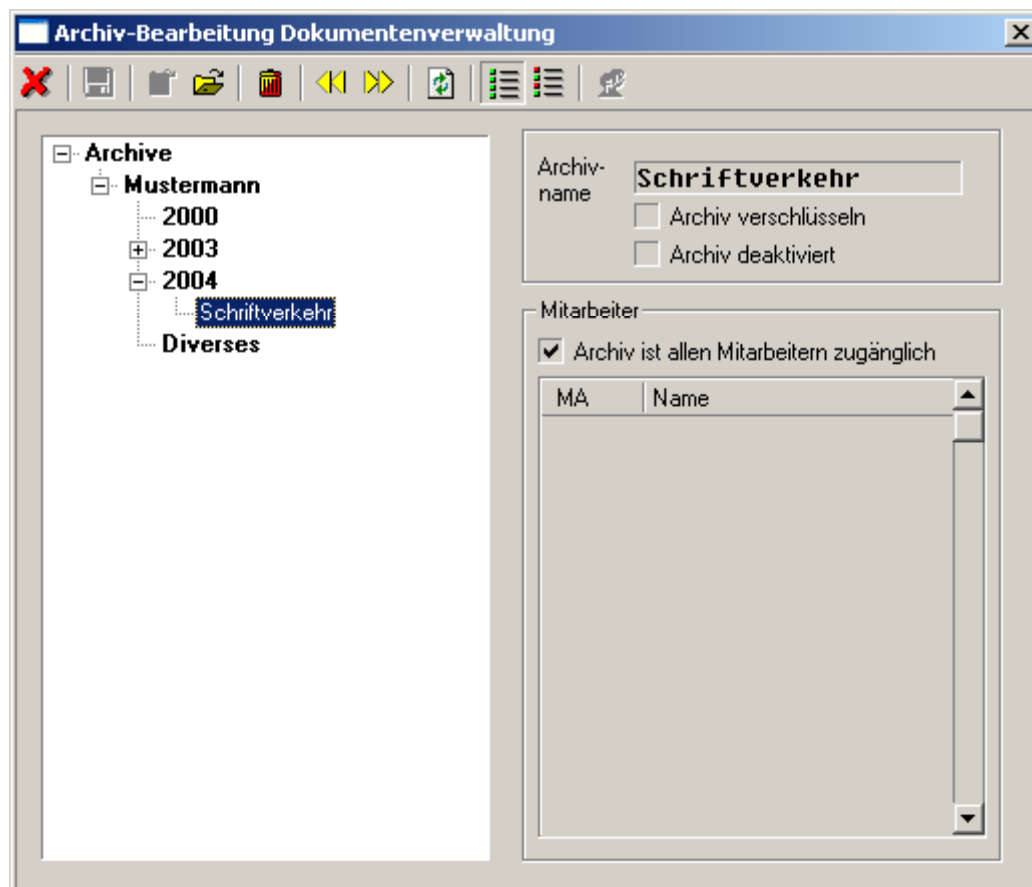 Archiv-Bearbeitung Dokumentenverwaltung
Archive
Mustermann
2000
2003
2004
Schriftverkehr
Diverses
Archiv-
name
Schriftverkehr
Archiv verschlüsseln
Archiv deaktiviert
Mitarbeiter
Archiv ist allen Mitarbeitern zugänglich
MA Name